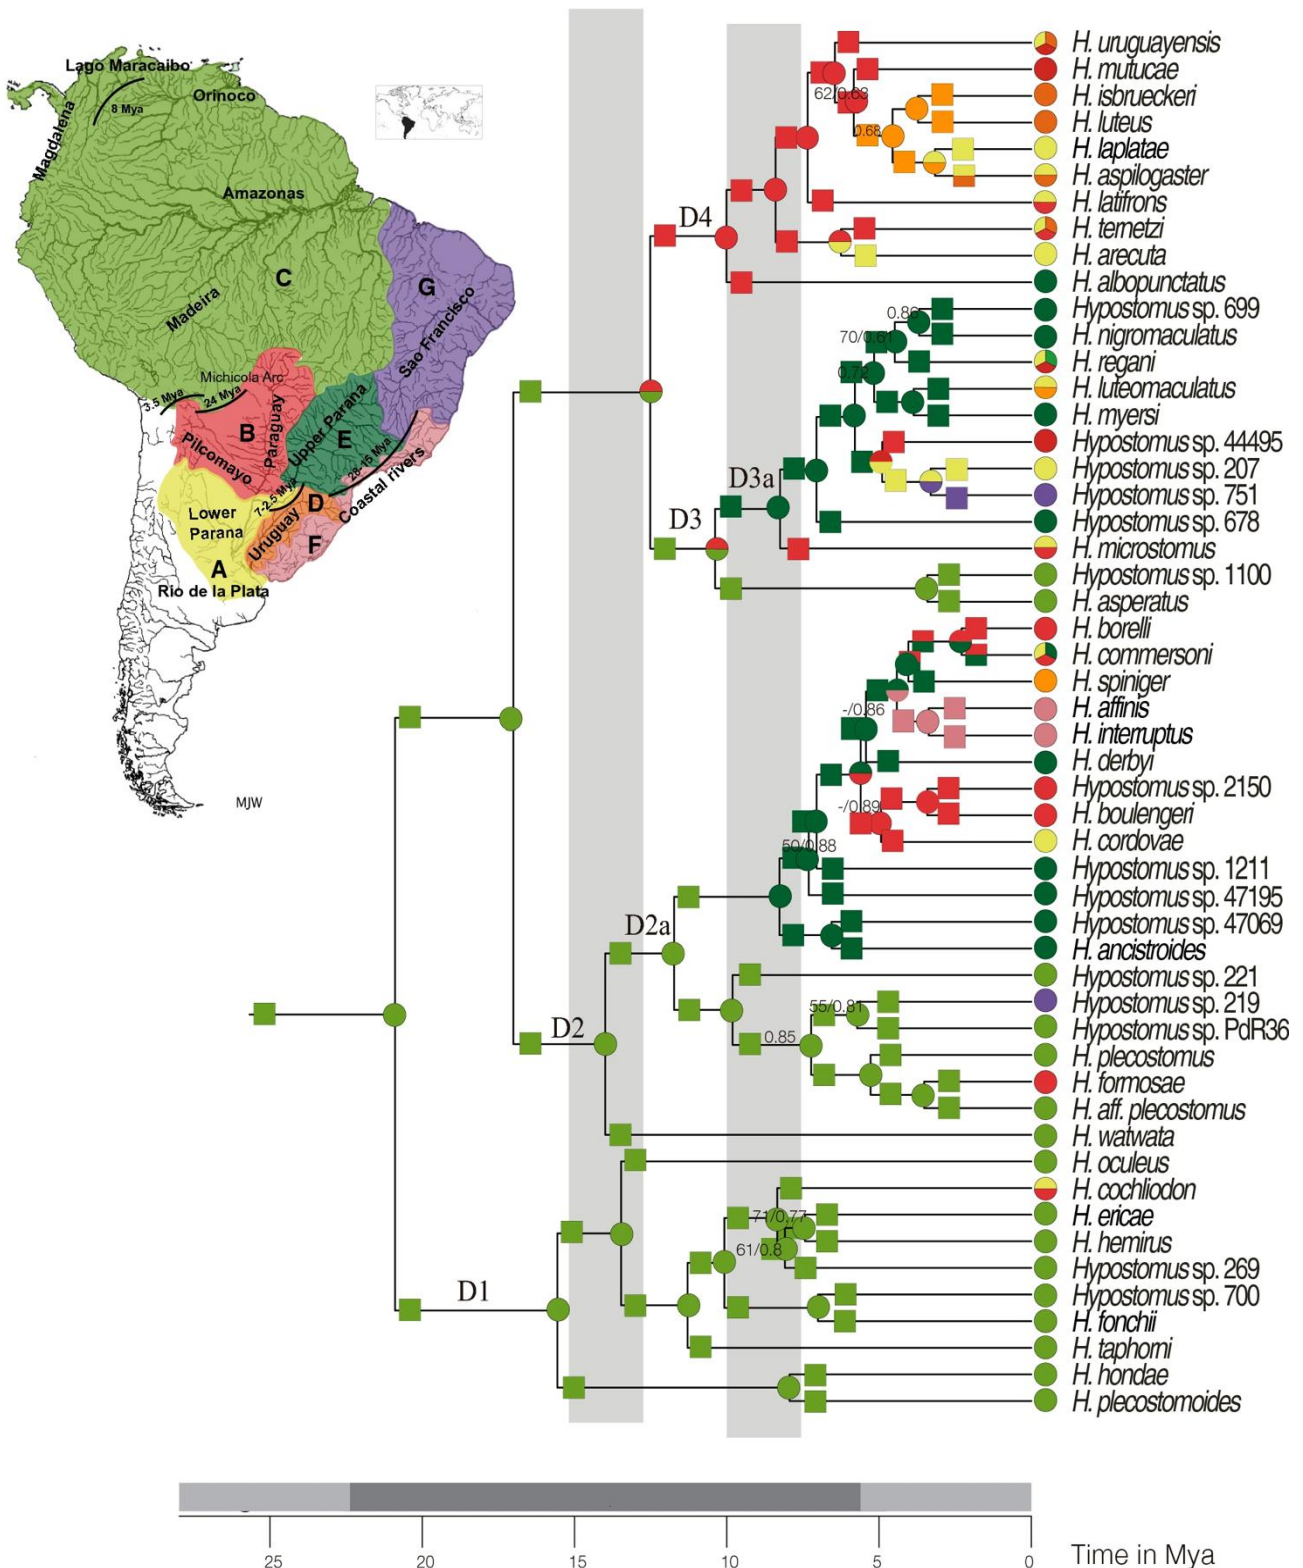 Lago Maracaibo
8 Mya
Orinoco
Magdalena
Amazonas
C
G
Madeira
Sao Francisco
Michicola Arc
3.5 Mya
24 Mya
B
Paraguay
Pilcomayo
Upper Parana
E
28-15 Mya
Coastal rivers
7-2.5 Mya
D
Lower
Parana
Uruguay
F
A
Rio de la Plata
MJW
H. uruguayensis
H. mutucae
62/0.63
H. isbrueckeri
H. luteus
0.68
H. laplatae
H. aspilogaster
H. latifrons
D4
H. ternetzi
H. arecuta
H. albopunctatus
Hypostomus sp. 699
0.86
H. nigromaculatus
70/0.61
H. regani
0.72
H. luteomaculatus
H. myersi
Hypostomus sp. 44495
Hypostomus sp. 207
D3a
Hypostomus sp. 751
Hypostomus sp. 678
D3
H. microstomus
Hypostomus sp. 1100
H. asperatus
H. borelli
H. commersoni
H. spiniger
H. affinis
-/0.86
H. interruptus
H. derbyi
Hypostomus sp. 2150
-/0.89
H. boulengeri
H. cordovae
50/0.88
Hypostomus sp. 1211
Hypostomus sp. 47195
Hypostomus sp. 47069
D2a
H. ancistroides
Hypostomus sp. 221
Hypostomus sp. 219
55/0.81
Hypostomus sp. PdR36
D2
0.85
H. plecostomus
H. formosae
H. aff. plecostomus
H. watwata
H. oculeus
H. cochliodon
H. ericae
71/0.77
H. hemirus
61/0.8
Hypostomus sp. 269
Hypostomus sp. 700
D1
H. fonchii
H. taphorni
H. hondae
H. plecostomoides
25 20 15 10 5 0
Time in Mya